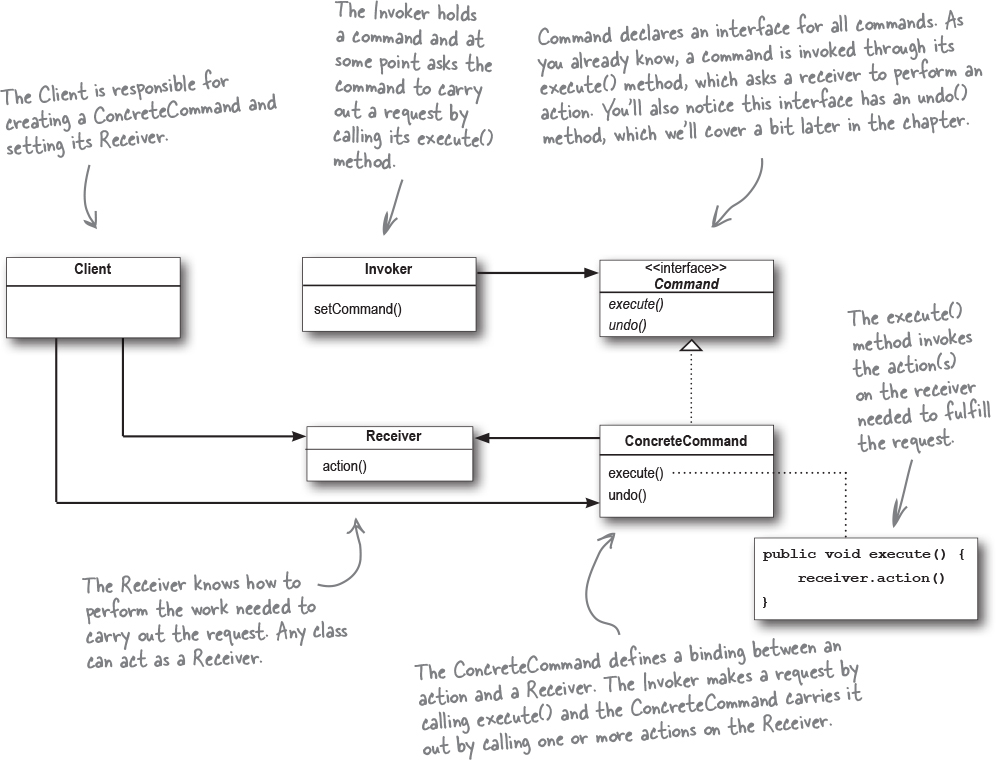 The Client is responsible for
creating a ConcreteCommand and
setting its Receiver.
The Invoker holds
a command and at
some point asks the
command to carry
out a request by
calling its execute()
method.
Command declares an interface for all commands. As
you already know, a command is invoked through its
execute() method, which asks a receiver to perform an
action. You'll also notice this interface has an undo()
method, which we'll cover a bit later in the chapter.
Client
Invoker
setCommand()
<<interface>>
Command
execute()
undo()
The execute()
method invokes
the action(s)
on the receiver
needed to fulfill
the request.
Receiver
action()
ConcreteCommand
execute()
undo()
public void execute() {
receiver.action()
}
The Receiver knows how to
perform the work needed to
carry out the request. Any class
can act as a Receiver.
The ConcreteCommand defines a binding between an
action and a Receiver. The Invoker makes a request by
calling execute() and the ConcreteCommand carries it
out by calling one or more actions on the Receiver.